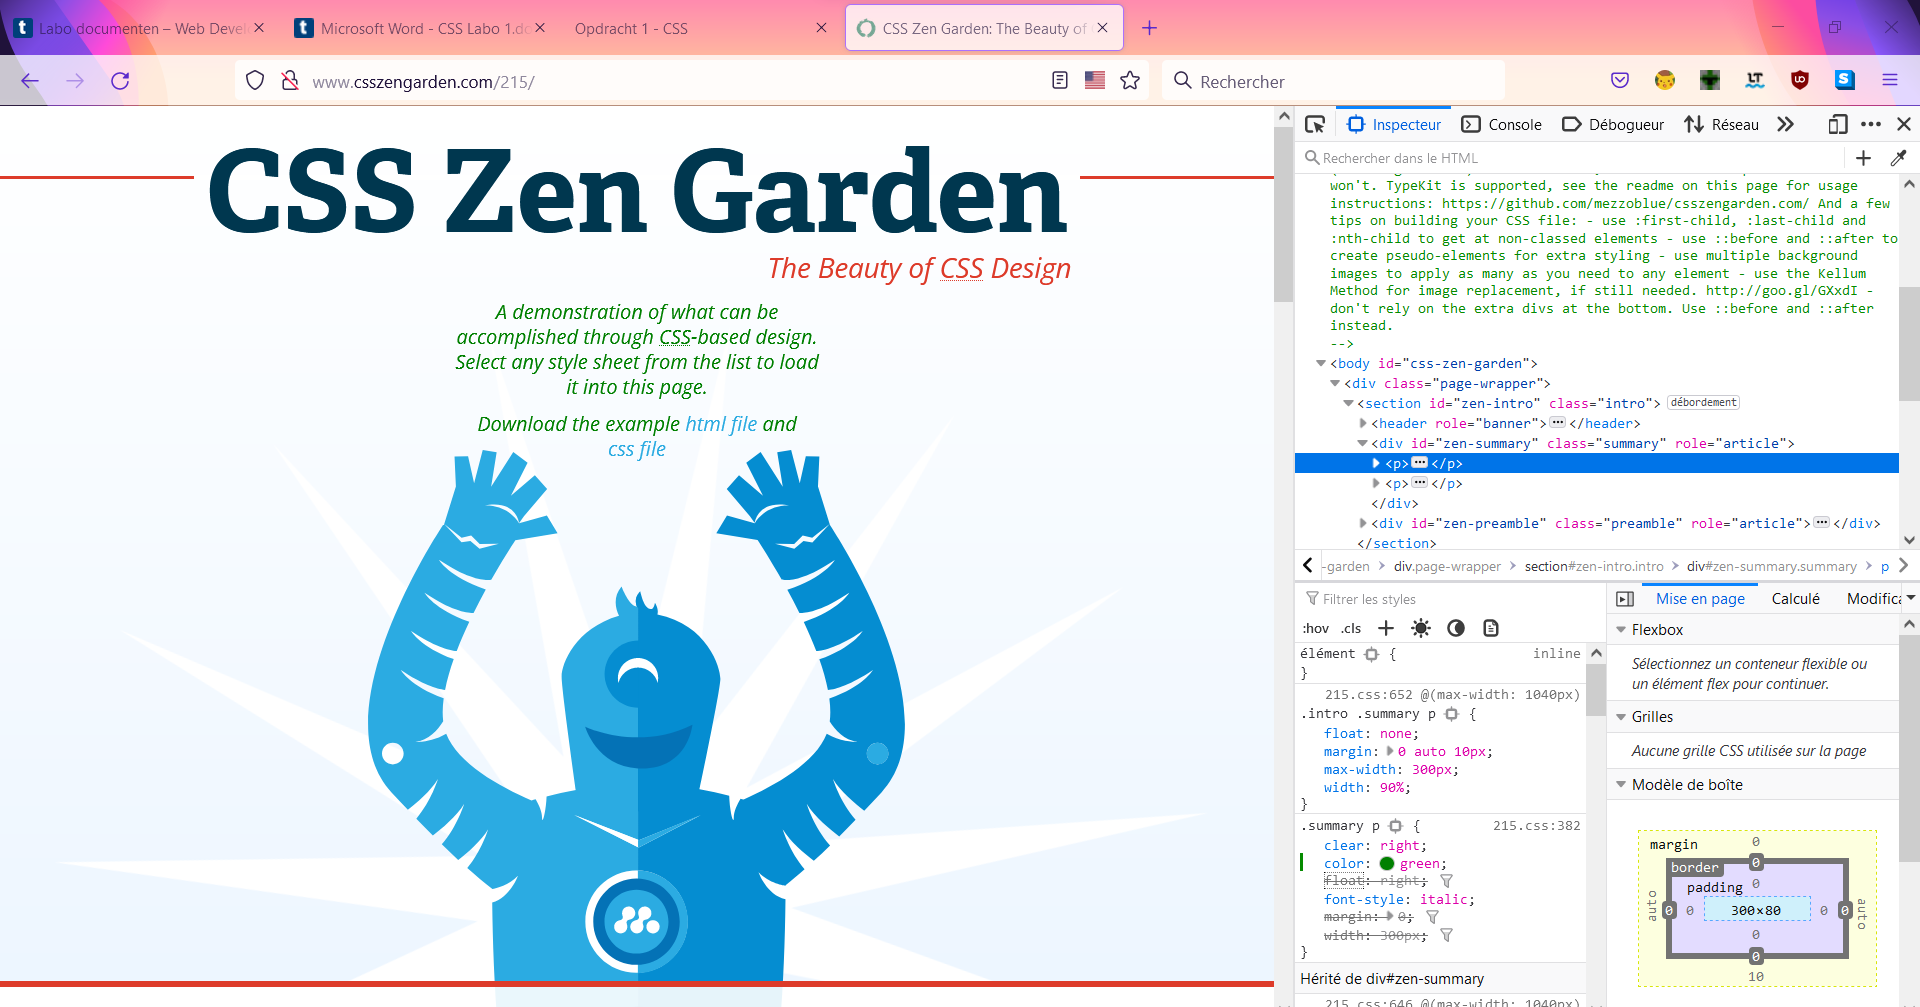 Labo documenten – Web Devel
Microsoft Word - CSS Labo 1.do
Opdracht 1 - CSS
CSS Zen Garden: The Beauty of
www.csszengarden.com/215/
Rechercher
CSS Zen Garden
The Beauty of CSS Design
A demonstration of what can be
accomplished through CSS-based design.
Select any style sheet from the list to load
it into this page.
Download the example html file and
css file
Inspecteur
Console
Débogueur
Réseau
Rechercher dans le HTML
won't. TypeKit is supported, see the readme on this page for usage
instructions: https://github.com/mezzoblue/csszengarden.com/ And a few
tips on building your CSS file: - use :first-child, :last-child and
:nth-child to get at non-classed elements - use ::before and ::after to
create pseudo-elements for extra styling - use multiple background
images to apply as many as you need to any element - use the Kellum
Method for image replacement, if still needed. http://goo.gl/GXxdI -
don't rely on the extra divs at the bottom. Use ::before and ::after
instead.
-->
<body id="css-zen-garden">
<div class="page-wrapper">
<section id="zen-intro" class="intro"> débordement
<header role="banner">•••</header>
<div id="zen-summary" class="summary" role="article">
<p>•••</p>
<p>•••</p>
</div>
<div id="zen-preamble" class="preamble" role="article">•••</div>
</section>
-garden > div.page-wrapper > section#zen-intro.intro > div#zen-summary.summary > p
Filtrer les styles
:hov .cls
élément { inline
}
215.css:652 @(max-width: 1040px)
.intro .summary p {
float: none;
margin: 0 auto 10px;
max-width: 300px;
width: 90%;
}
.summary p { 215.css:382
clear: right;
color: green;
float: right;
font-style: italic;
margin: 0;
width: 300px;
}
Hérité de div#zen-summary
215.css:646 @(max-width: 1040px)
Mise en page
Calculé
Modifica
Flexbox
Sélectionnez un conteneur flexible ou
un élément flex pour continuer.
Grilles
Aucune grille CSS utilisée sur la page
Modèle de boîte
margin 0
border 0
padding 0
auto 0 0 300×80 0 0 auto
0
0
10